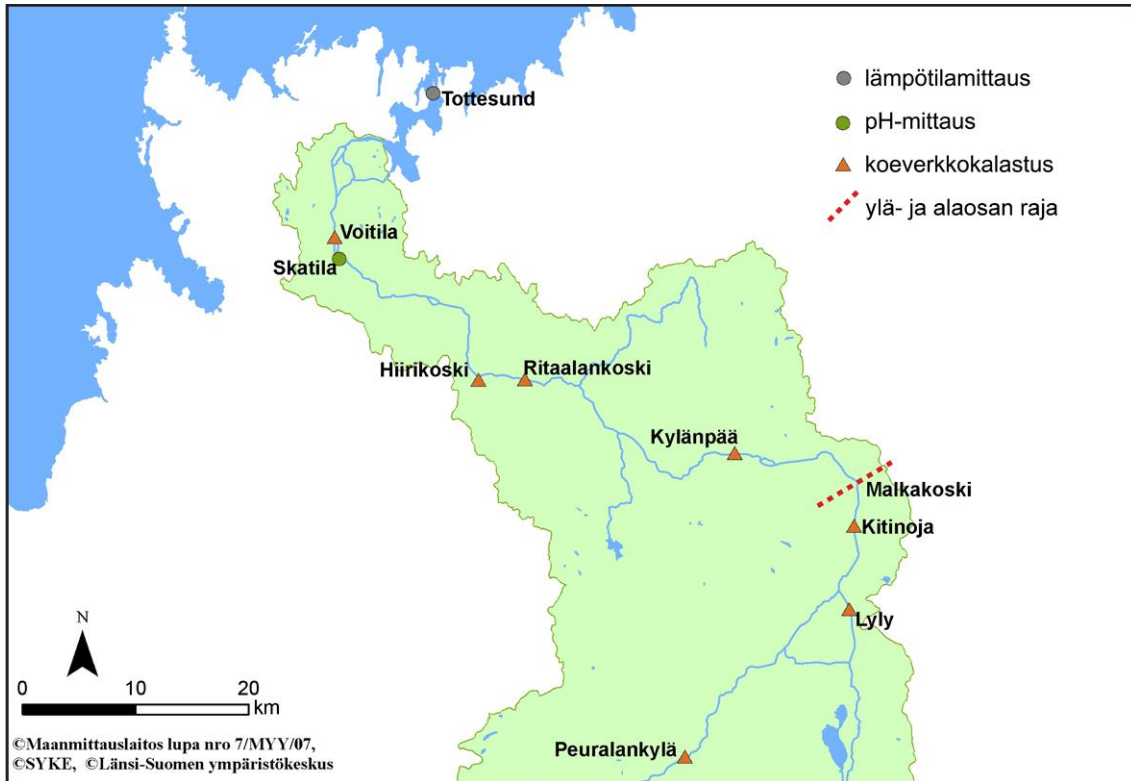 lämpötilamittaus
pH-mittaus
koeverkkokalastus
ylä- ja alaosan raja
Tottesund
Voitila
Skatila
Hiirikoski
Ritaalankoski
Kylänpää
Malkakoski
Kitinoja
Lyly
Peuralankylä
N
0 10 20
km
©Maanmittauslaitos lupa nro 7/MYY/07,
©SYKE, ©Länsi-Suomen ympäristökeskus